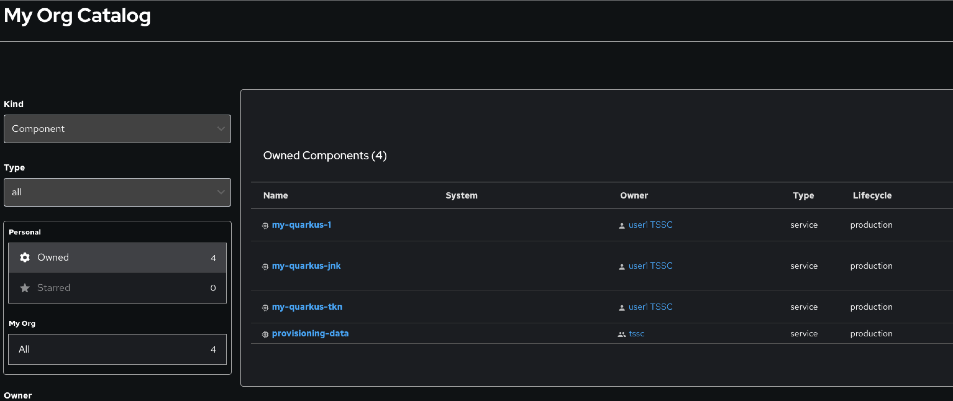 My Org Catalog
Kind
Component
Type
all
Personal
Owned 4
Starred 0
My Org
All 4
Owner
Owned Components (4)
Name System Owner Type Lifecycle
my-quarkus-1 user1 TSSC service production
my-quarkus-jnk user1 TSSC service production
my-quarkus-tkn user1 TSSC service production
provisioning-data tssc service production